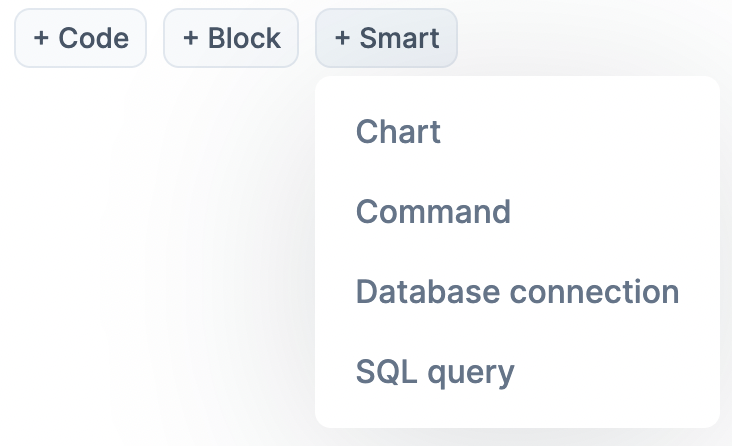 + Code + Block + Smart
Chart
Command
Database connection
SQL query